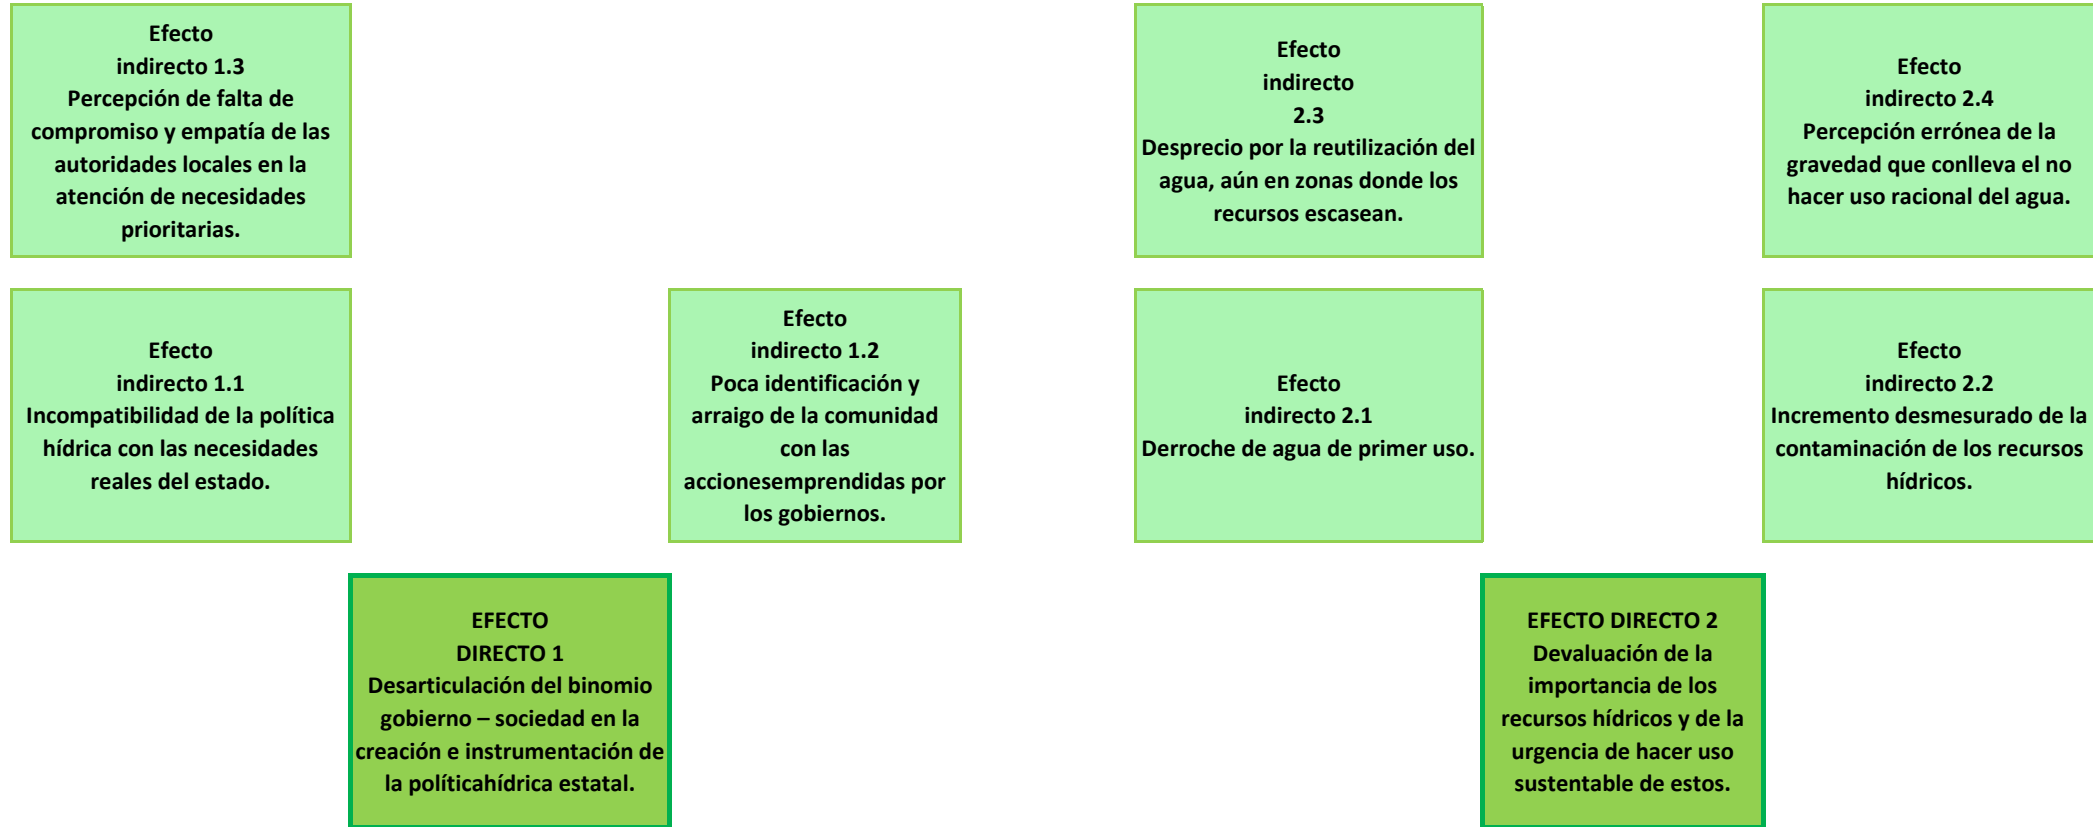 Efecto
indirecto 1.3
Percepción de falta de
compromiso y empatía de las
autoridades locales en la
atención de necesidades
prioritarias.
Efecto
indirecto
2.3
Desprecio por la reutilización del
agua, aún en zonas donde los
recursos escasean.
Efecto
indirecto 2.4
Percepción errónea de la
gravedad que conlleva el no
hacer uso racional del agua.
Efecto
indirecto 1.1
Incompatibilidad de la política
hídrica con las necesidades
reales del estado.
Efecto
indirecto 1.2
Poca identificación y
arraigo de la comunidad
con las
accionesemprendidas por
los gobiernos.
Efecto
indirecto 2.1
Derroche de agua de primer uso.
Efecto
indirecto 2.2
Incremento desmesurado de la
contaminación de los recursos
hídricos.
EFECTO
DIRECTO 1
Desarticulación del binomio
gobierno – sociedad en la
creación e instrumentación de
la políticahídrica estatal.
EFECTO DIRECTO 2
Devaluación de la
importancia de los
recursos hídricos y de la
urgencia de hacer uso
sustentable de estos.